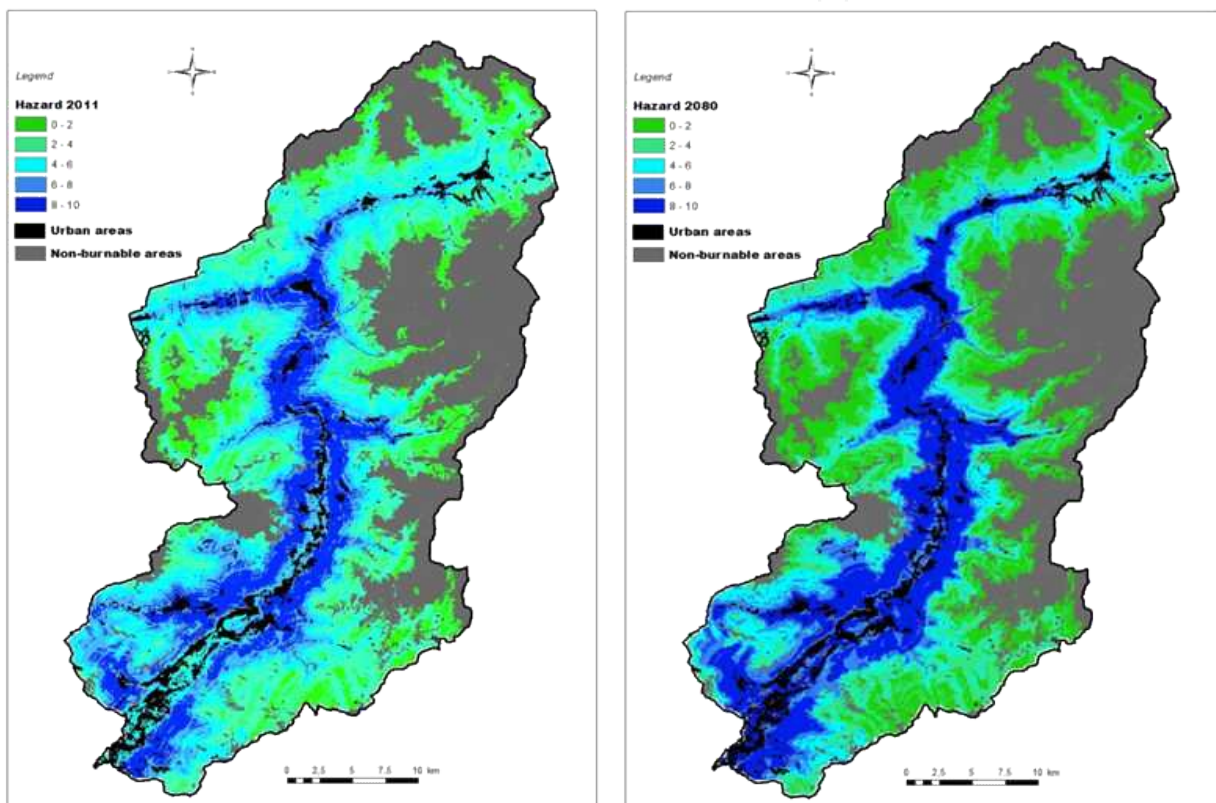 Legend
Hazard 2011
0 - 2
2 - 4
4 - 6
6 - 8
8 - 10
Urban areas
Non-burnable areas
0 2,5 5 7,5 10 km
Legend
Hazard 2080
0 - 2
2 - 4
4 - 6
6 - 8
8 - 10
Urban areas
Non-burnable areas
0 2,5 5 7,5 10 km